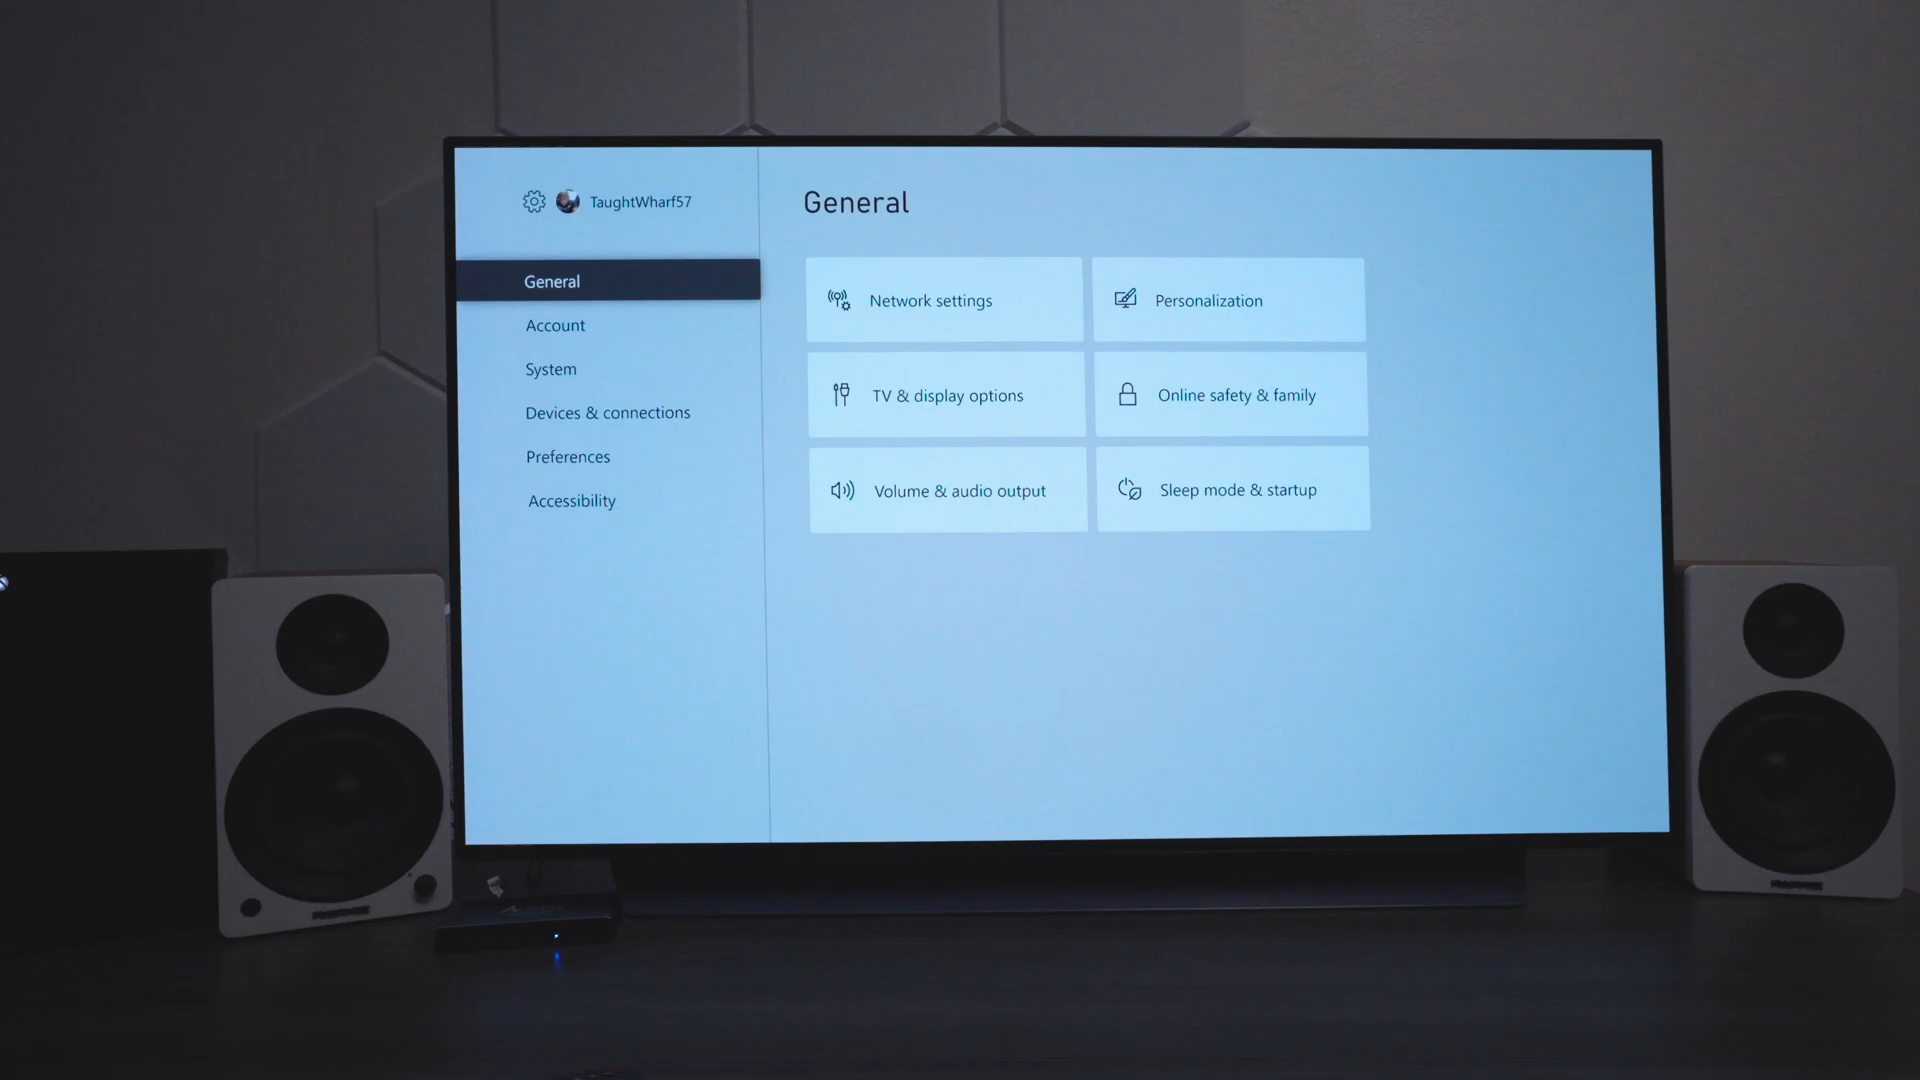 TaughtWharf57
General
Account
System
Devices & connections
Preferences
Accessibility
General
Network settings
Personalization
TV & display options
Online safety & family
Volume & audio output
Sleep mode & startup